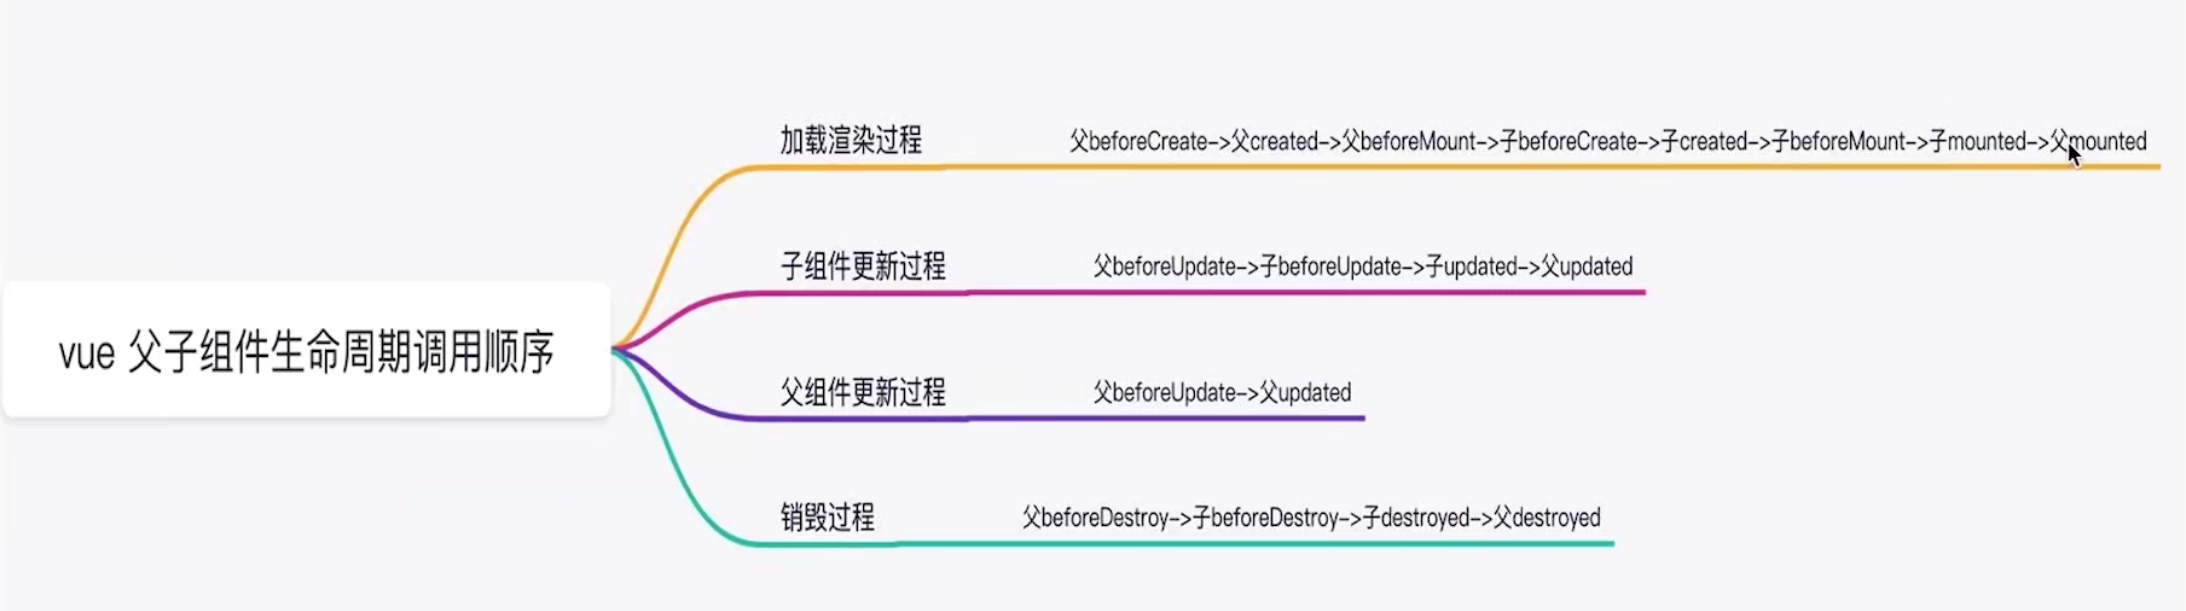 vue 父子组件生命周期调用顺序
加载渲染过程
父beforeCreate->父created->父beforeMount->子beforeCreate->子created->子beforeMount->子mounted->父mounted
子组件更新过程
父beforeUpdate->子beforeUpdate->子updated->父updated
父组件更新过程
父beforeUpdate->父updated
销毁过程
父beforeDestroy->子beforeDestroy->子destroyed->父destroyed